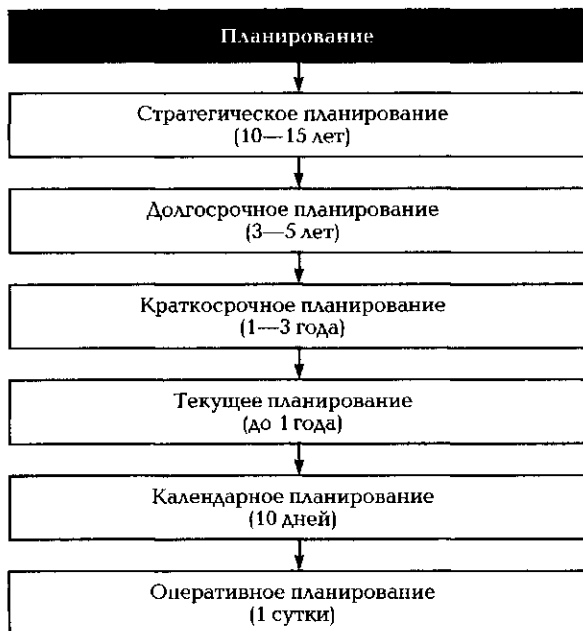 Планирование
Стратегическое планирование
(10—15 лет)
Долгосрочное планирование
(3—5 лет)
Краткосрочное планирование
(1—3 года)
Текущее планирование
(до 1 года)
Календарное планирование
(10 дней)
Оперативное планирование
(1 сутки)